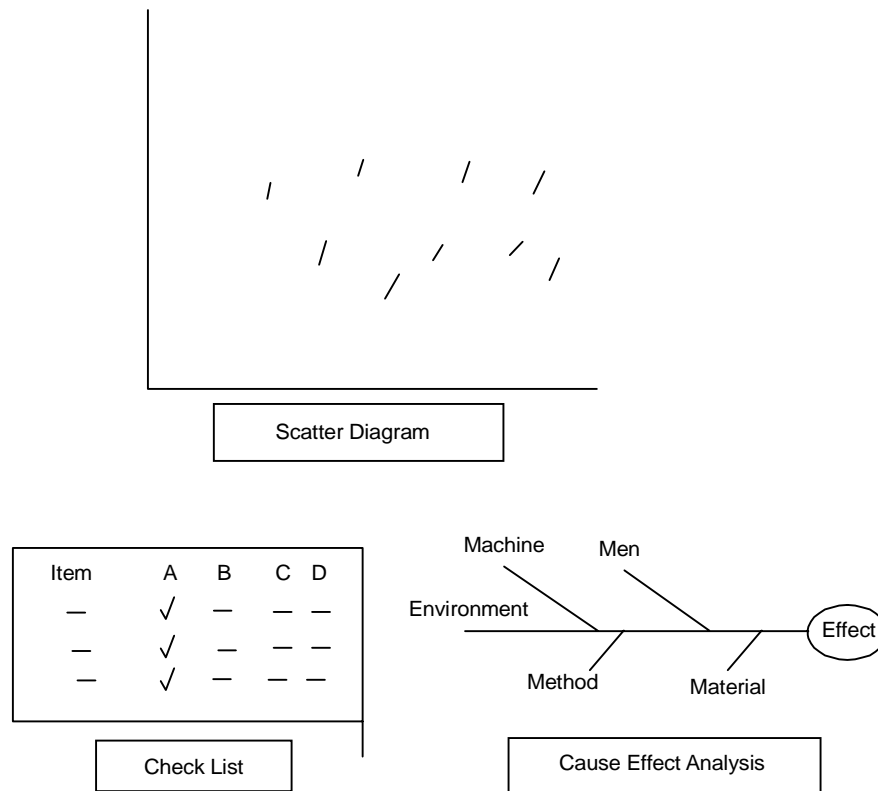 Scatter Diagram
Item A B C D
✓
✓
✓
Check List
Machine Men
Environment
Effect
Method Material
Cause Effect Analysis